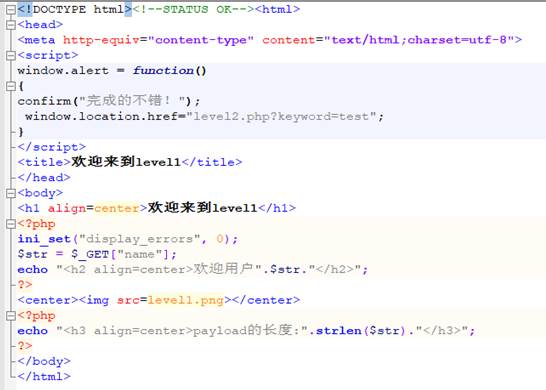 <!DOCTYPE html><!--STATUS OK--><html>
<head>
<meta http-equiv="content-type" content="text/html;charset=utf-8">
<script>
window.alert = function()
{
confirm("完成的不错！");
 window.location.href="level2.php?keyword=test";
}
</script>
<title>欢迎来到level1</title>
</head>
<body>
<h1 align=center>欢迎来到level1</h1>
<?php
ini_set("display_errors", 0);
$str = $_GET["name"];
echo "<h2 align=center>欢迎用户".$str."</h2>";
?>
<center><img src=level1.png></center>
<?php
echo "<h3 align=center>payload的长度:".strlen($str)."</h3>";
?>
</body>
</html>